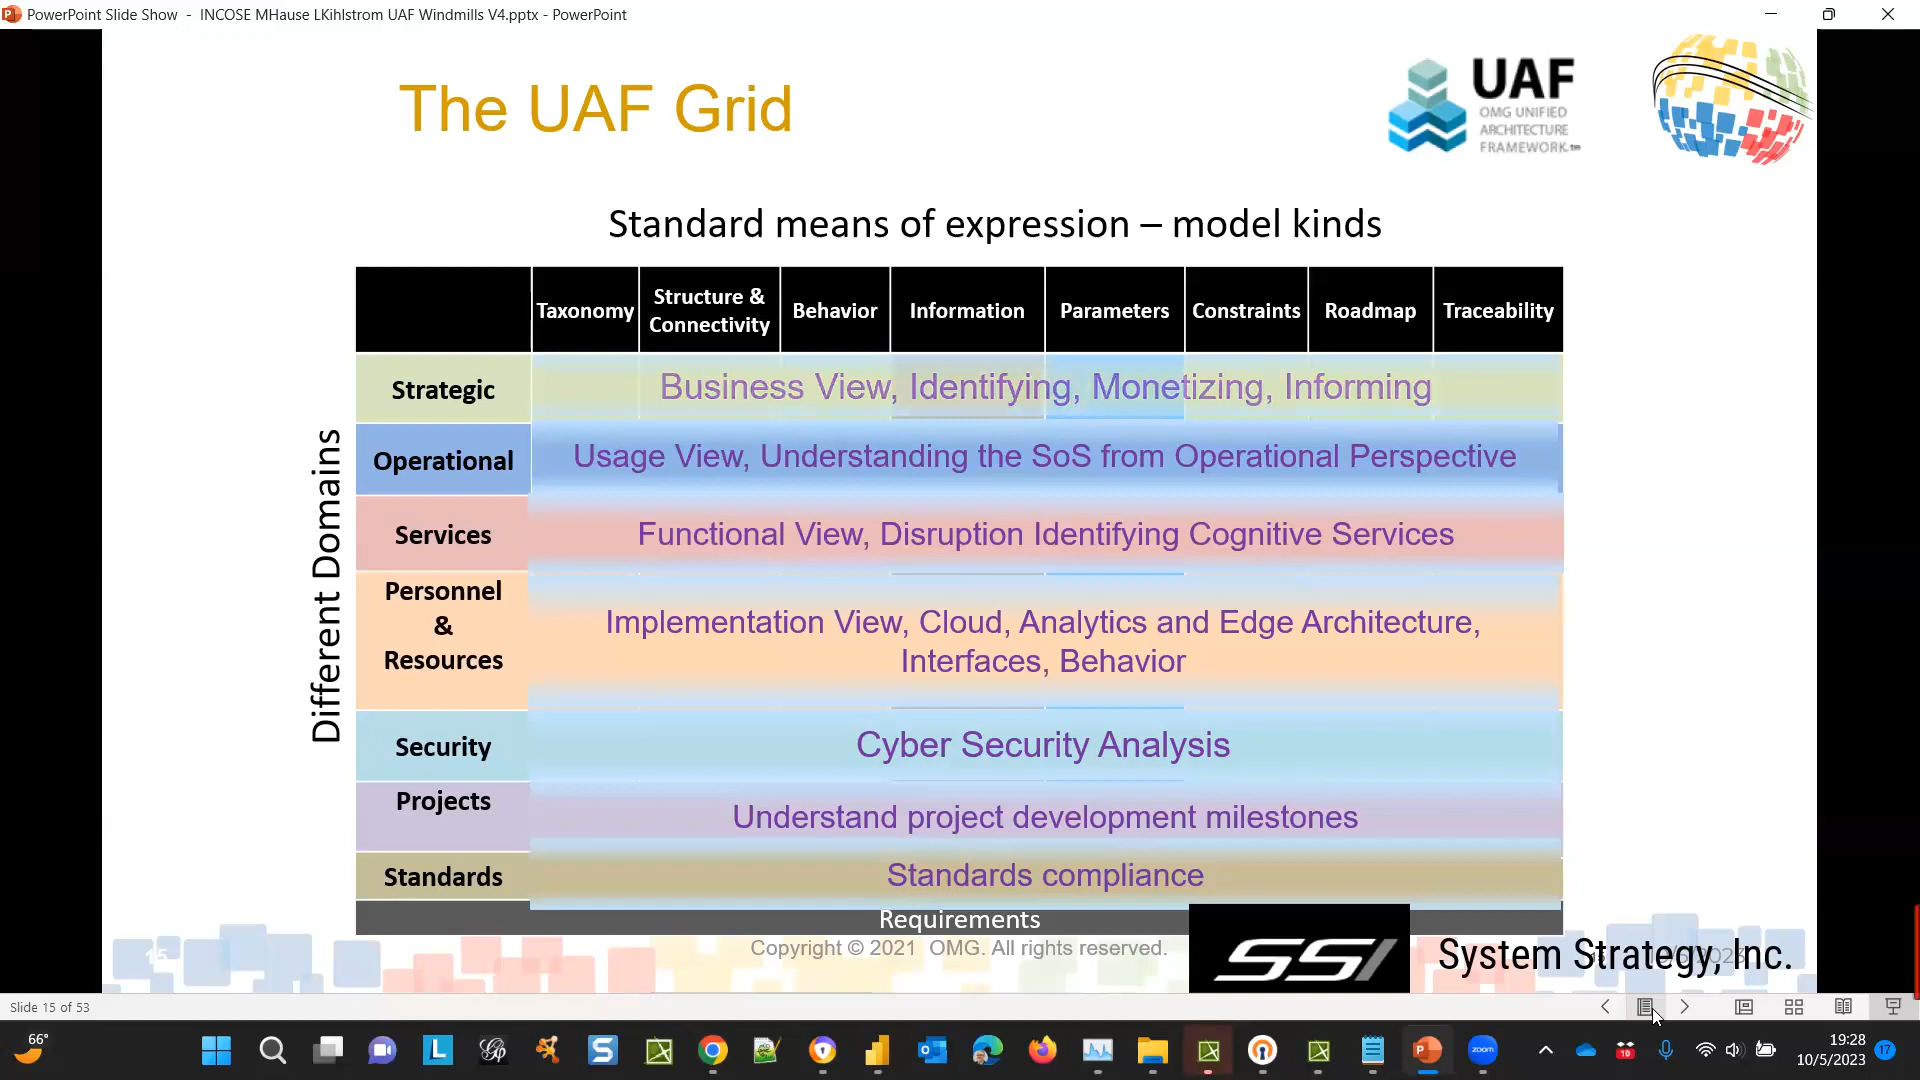 PowerPoint Slide Show - INCOSE MHause LKihlstrom UAF Windmills V4.pptx - PowerPoint
The UAF Grid
UAF
OMG UNIFIED
ARCHITECTURE
FRAMEWORK™
Standard means of expression – model kinds
Different Domains
Taxonomy
Structure &
Connectivity
Behavior
Information
Parameters
Constraints
Roadmap
Traceability
Strategic
Business View, Identifying, Monetizing, Informing
Operational
Usage View, Understanding the SoS from Operational Perspective
Services
Functional View, Disruption Identifying Cognitive Services
Personnel
&
Resources
Implementation View, Cloud, Analytics and Edge Architecture,
Interfaces, Behavior
Security
Cyber Security Analysis
Projects
Understand project development milestones
Standards
Standards compliance
Requirements
Copyright © 2021 OMG. All rights reserved.
15
SSI
System Strategy, Inc.
Slide 15 of 53
66°
L
S
10
zoom
19:28
10/5/2023
17